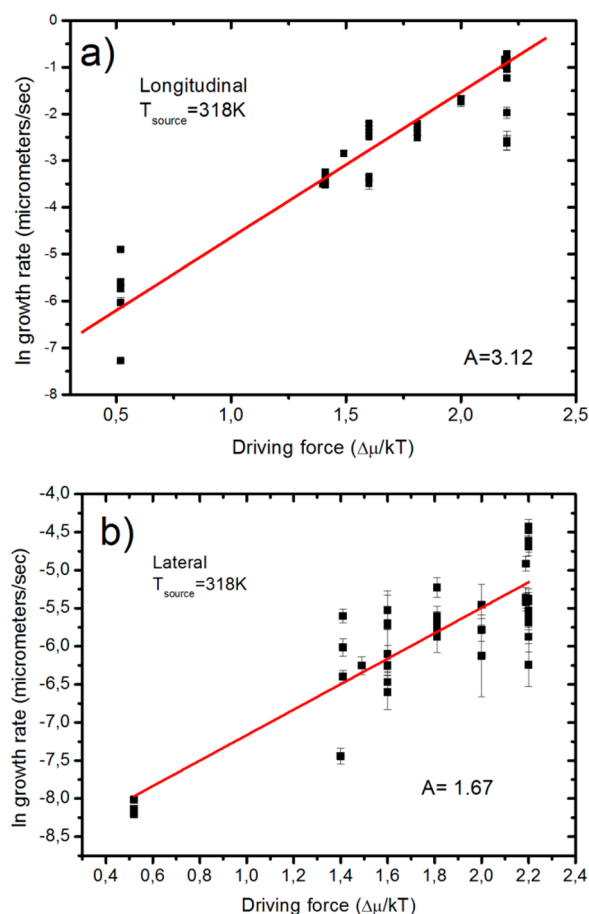 a)
Longitudinal
T source=318K
0
-1
-2
-3
-4
-5
-6
-7
-8
ln growth rate (micrometers/sec)
A=3.12
0,5
1,0
1,5
2,0
2,5
Driving force (Δμ/kT)
b)
Lateral
T source=318K
-4,0
-4,5
-5,0
-5,5
-6,0
-6,5
-7,0
-7,5
-8,0
-8,5
ln growth rate (micrometers/sec)
A= 1.67
0,4
0,6
0,8
1,0
1,2
1,4
1,6
1,8
2,0
2,2
2,4
Driving force (Δμ/kT)